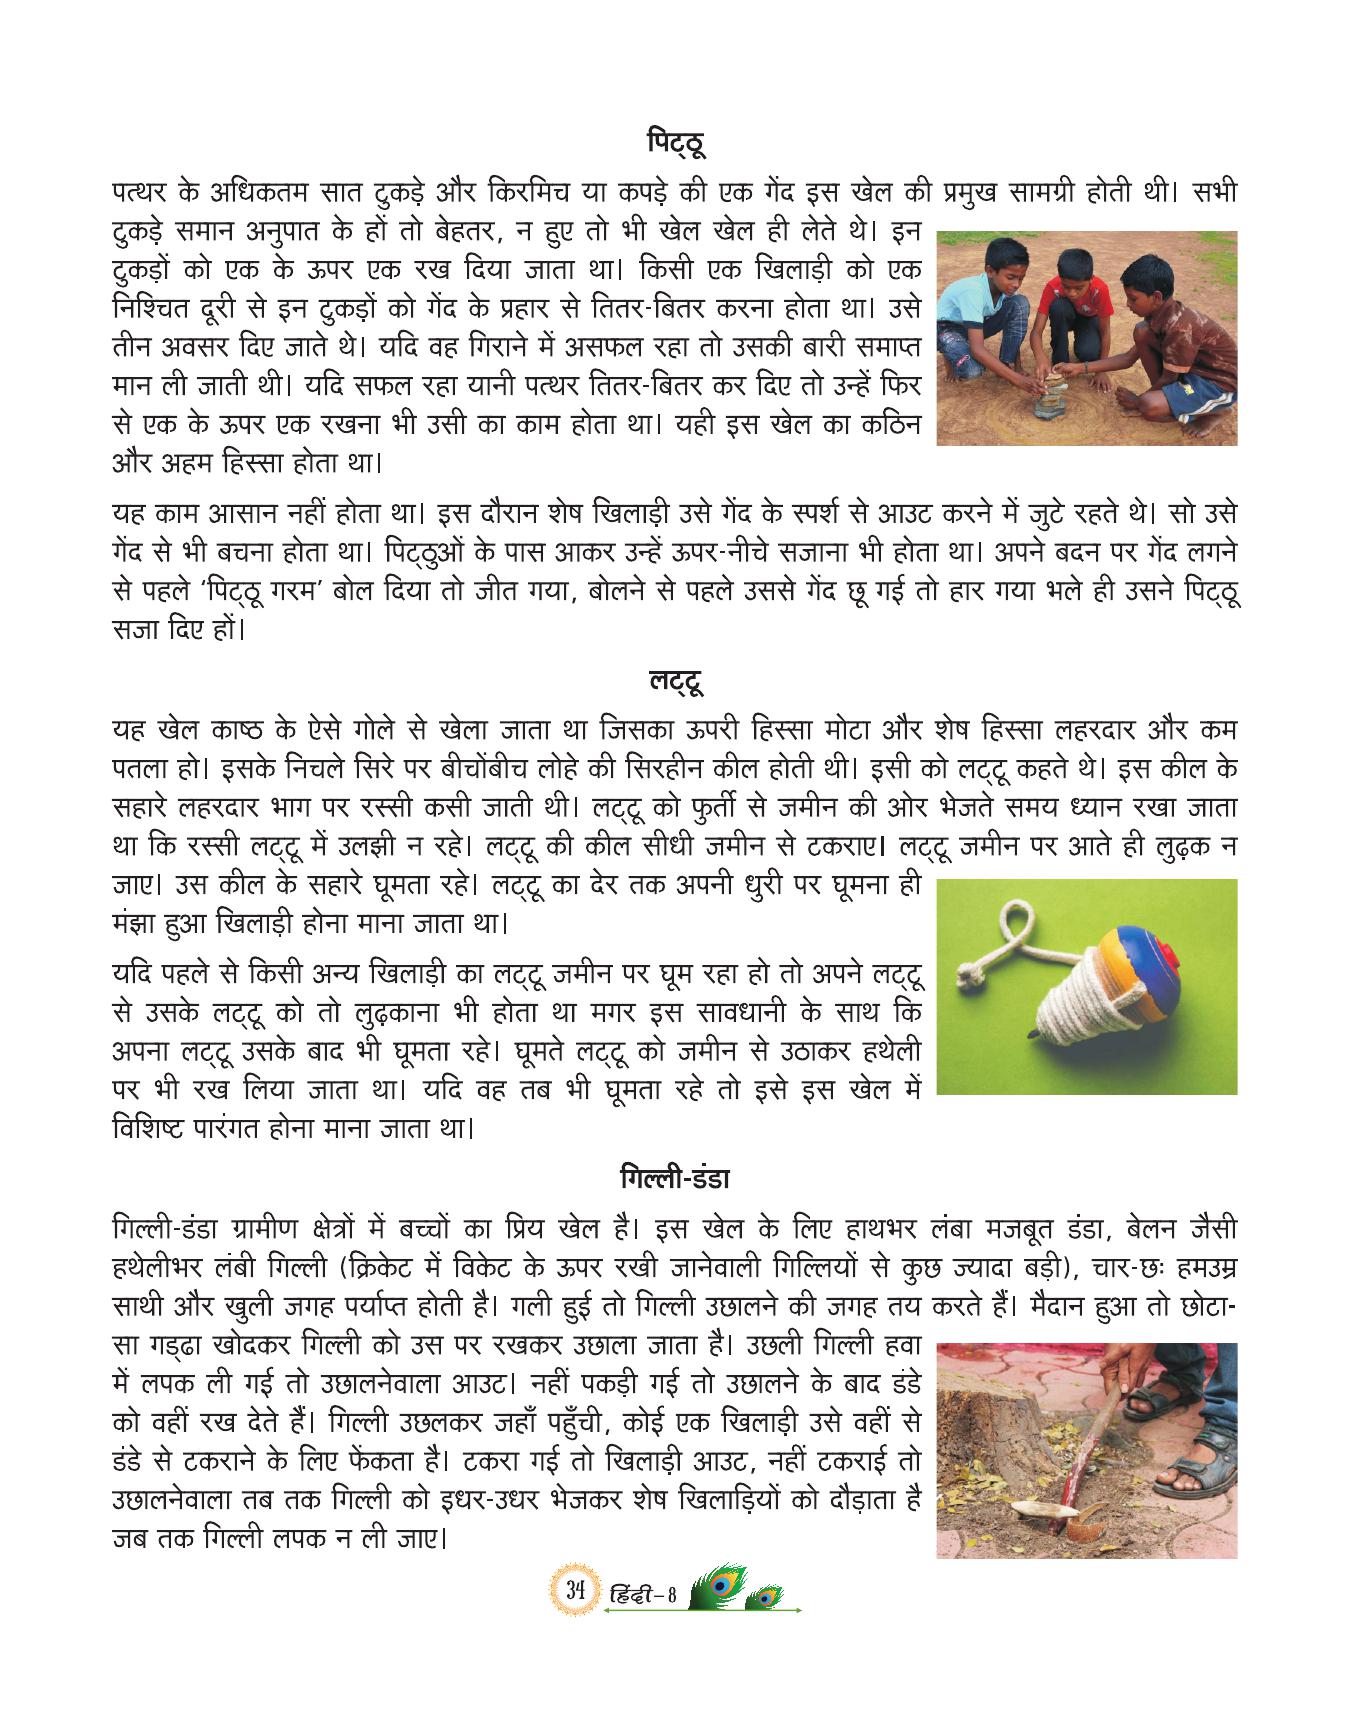 पिट्ठू
पत्थर के अधिकतम सात टुकड़े और किरमिच या कपड़े की एक गेंद इस खेल की प्रमुख सामग्री होती थी। सभी
टुकड़े समान अनुपात के हों तो बेहतर, न हुए तो भी खेल खेल ही लेते थे। इन
टुकड़ों को एक के ऊपर एक रख दिया जाता था। किसी एक खिलाड़ी को एक
निश्चित दूरी से इन टुकड़ों को गेंद के प्रहार से तितर-बितर करना होता था। उसे
तीन अवसर दिए जाते थे। यदि वह गिराने में असफल रहा तो उसकी बारी समाप्त
मान ली जाती थी। यदि सफल रहा यानी पत्थर तितर-बितर कर दिए तो उन्हें फिर
से एक के ऊपर एक रखना भी उसी का काम होता था। यही इस खेल का कठिन
और अहम हिस्सा होता था।
यह काम आसान नहीं होता था। इस दौरान शेष खिलाड़ी उसे गेंद के स्पर्श से आउट करने में जुटे रहते थे। सो उसे
गेंद से भी बचना होता था। पिट्ठुओं के पास आकर उन्हें ऊपर-नीचे सजाना भी होता था। अपने बदन पर गेंद लगने
से पहले ‘पिट्ठू गरम’ बोल दिया तो जीत गया, बोलने से पहले उससे गेंद छू गई तो हार गया भले ही उसने पिट्ठू
सजा दिए हों।
लट्टू
यह खेल काष्ठ के ऐसे गोले से खेला जाता था जिसका ऊपरी हिस्सा मोटा और शेष हिस्सा लहरदार और कम
पतला हो। इसके निचले सिरे पर बीचोंबीच लोहे की सिरहीन कील होती थी। इसी को लट्टू कहते थे। इस कील के
सहारे लहरदार भाग पर रस्सी कसी जाती थी। लट्टू को फुर्ती से जमीन की ओर भेजते समय ध्यान रखा जाता
था कि रस्सी लट्टू में उलझी न रहे। लट्टू की कील सीधी जमीन से टकराए। लट्टू जमीन पर आते ही लुढ़क न
जाए। उस कील के सहारे घूमता रहे। लट्टू का देर तक अपनी धुरी पर घूमना ही
मंझा हुआ खिलाड़ी होना माना जाता था।
यदि पहले से किसी अन्य खिलाड़ी का लट्टू जमीन पर घूम रहा हो तो अपने लट्टू
से उसके लट्टू को तो लुढ़काना भी होता था मगर इस सावधानी के साथ कि
अपना लट्टू उसके बाद भी घूमता रहे। घूमते लट्टू को जमीन से उठाकर हथेली
पर भी रख लिया जाता था। यदि वह तब भी घूमता रहे तो इसे इस खेल में
विशिष्ट पारंगत होना माना जाता था।
गिल्ली-डंडा
गिल्ली-डंडा ग्रामीण क्षेत्रों में बच्चों का प्रिय खेल है। इस खेल के लिए हाथभर लंबा मजबूत डंडा, बेलन जैसी
हथेलीभर लंबी गिल्ली (क्रिकेट में विकेट के ऊपर रखी जानेवाली गिल्लियों से कुछ ज्यादा बड़ी), चार-छः हमउम्र
साथी और खुली जगह पर्याप्त होती है। गली हुई तो गिल्ली उछालने की जगह तय करते हैं। मैदान हुआ तो छोटा-
सा गड्ढा खोदकर गिल्ली को उस पर रखकर उछाला जाता है। उछली गिल्ली हवा
में लपक ली गई तो उछालनेवाला आउट। नहीं पकड़ी गई तो उछालने के बाद डंडे
को वहीं रख देते हैं। गिल्ली उछलकर जहाँ पहुँची, कोई एक खिलाड़ी उसे वहीं से
डंडे से टकराने के लिए फेंकता है। टकरा गई तो खिलाड़ी आउट, नहीं टकराई तो
उछालनेवाला तब तक गिल्ली को इधर-उधर भेजकर शेष खिलाड़ियों को दौड़ाता है
जब तक गिल्ली लपक न ली जाए।
34 हिंदी–8